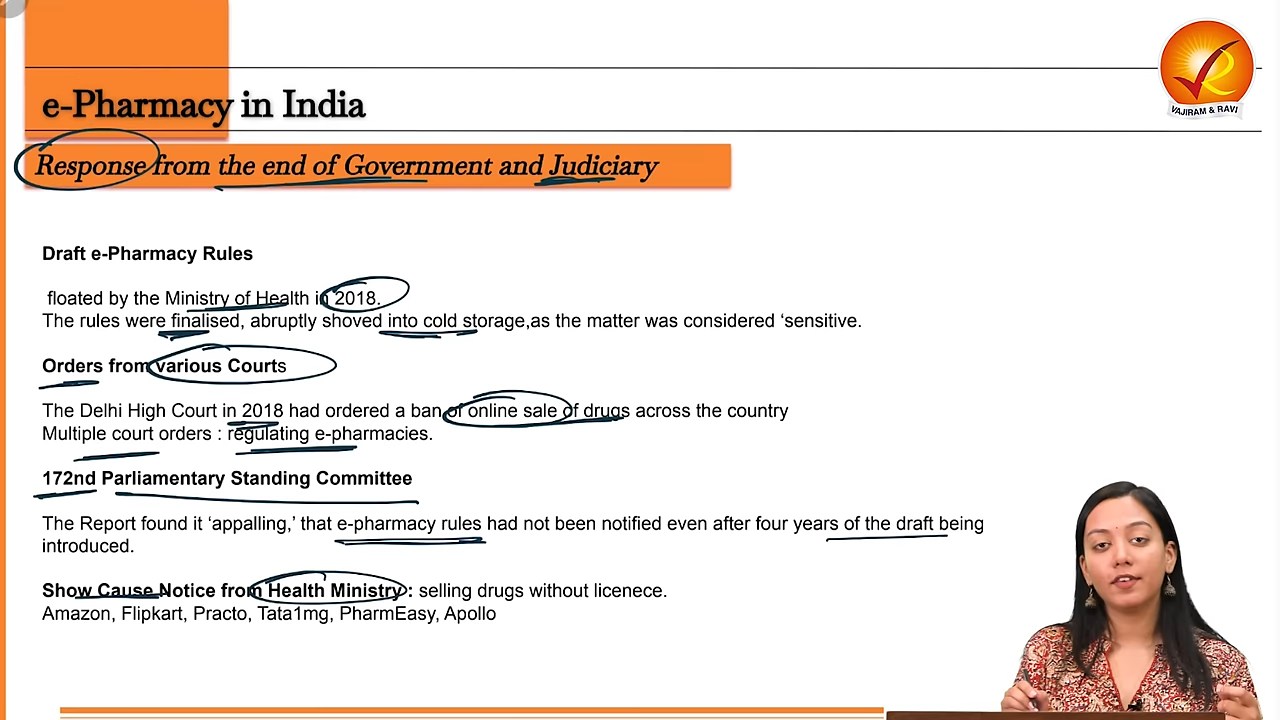 VAJIRAM & RAVI
e-Pharmacy in India
Response from the end of Government and Judiciary
Draft e-Pharmacy Rules
floated by the Ministry of Health in 2018.
The rules were finalised, abruptly shoved into cold storage,as the matter was considered ‘sensitive.
Orders from various Courts
The Delhi High Court in 2018 had ordered a ban of online sale of drugs across the country
Multiple court orders : regulating e-pharmacies.
172nd Parliamentary Standing Committee
The Report found it ‘appalling,’ that e-pharmacy rules had not been notified even after four years of the draft being
introduced.
Show Cause Notice from Health Ministry : selling drugs without licenece.
Amazon, Flipkart, Practo, Tata1mg, PharmEasy, Apollo